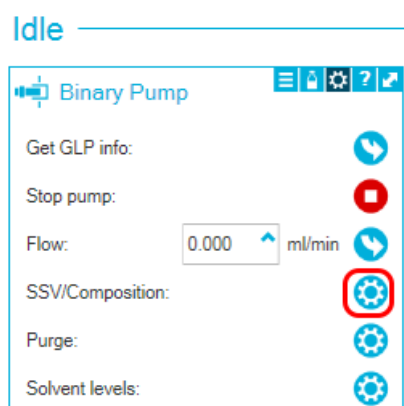 Idle
Binary Pump ?
Get GLP info:
Stop pump:
Flow: 0.000 ml/min
SSV/Composition:
Purge:
Solvent levels: